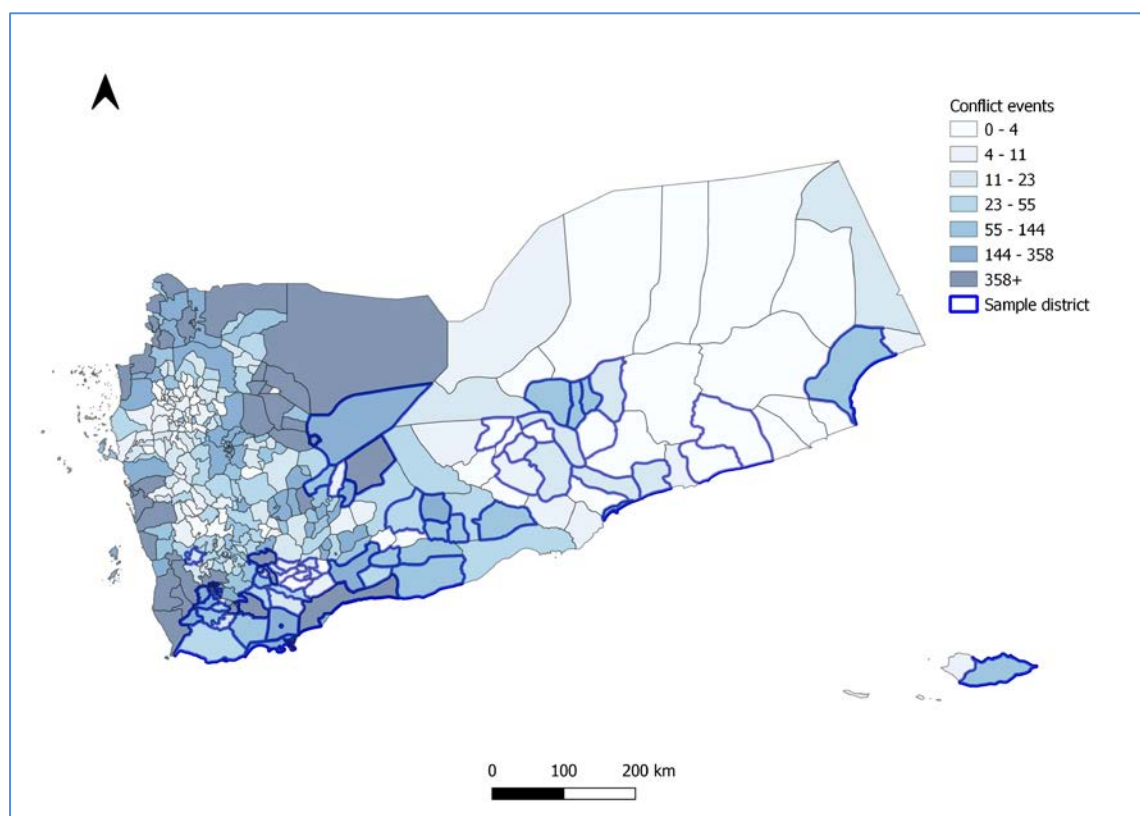 Conflict events
0 - 4
4 - 11
11 - 23
23 - 55
55 - 144
144 - 358
358+
Sample district
0 100 200 km